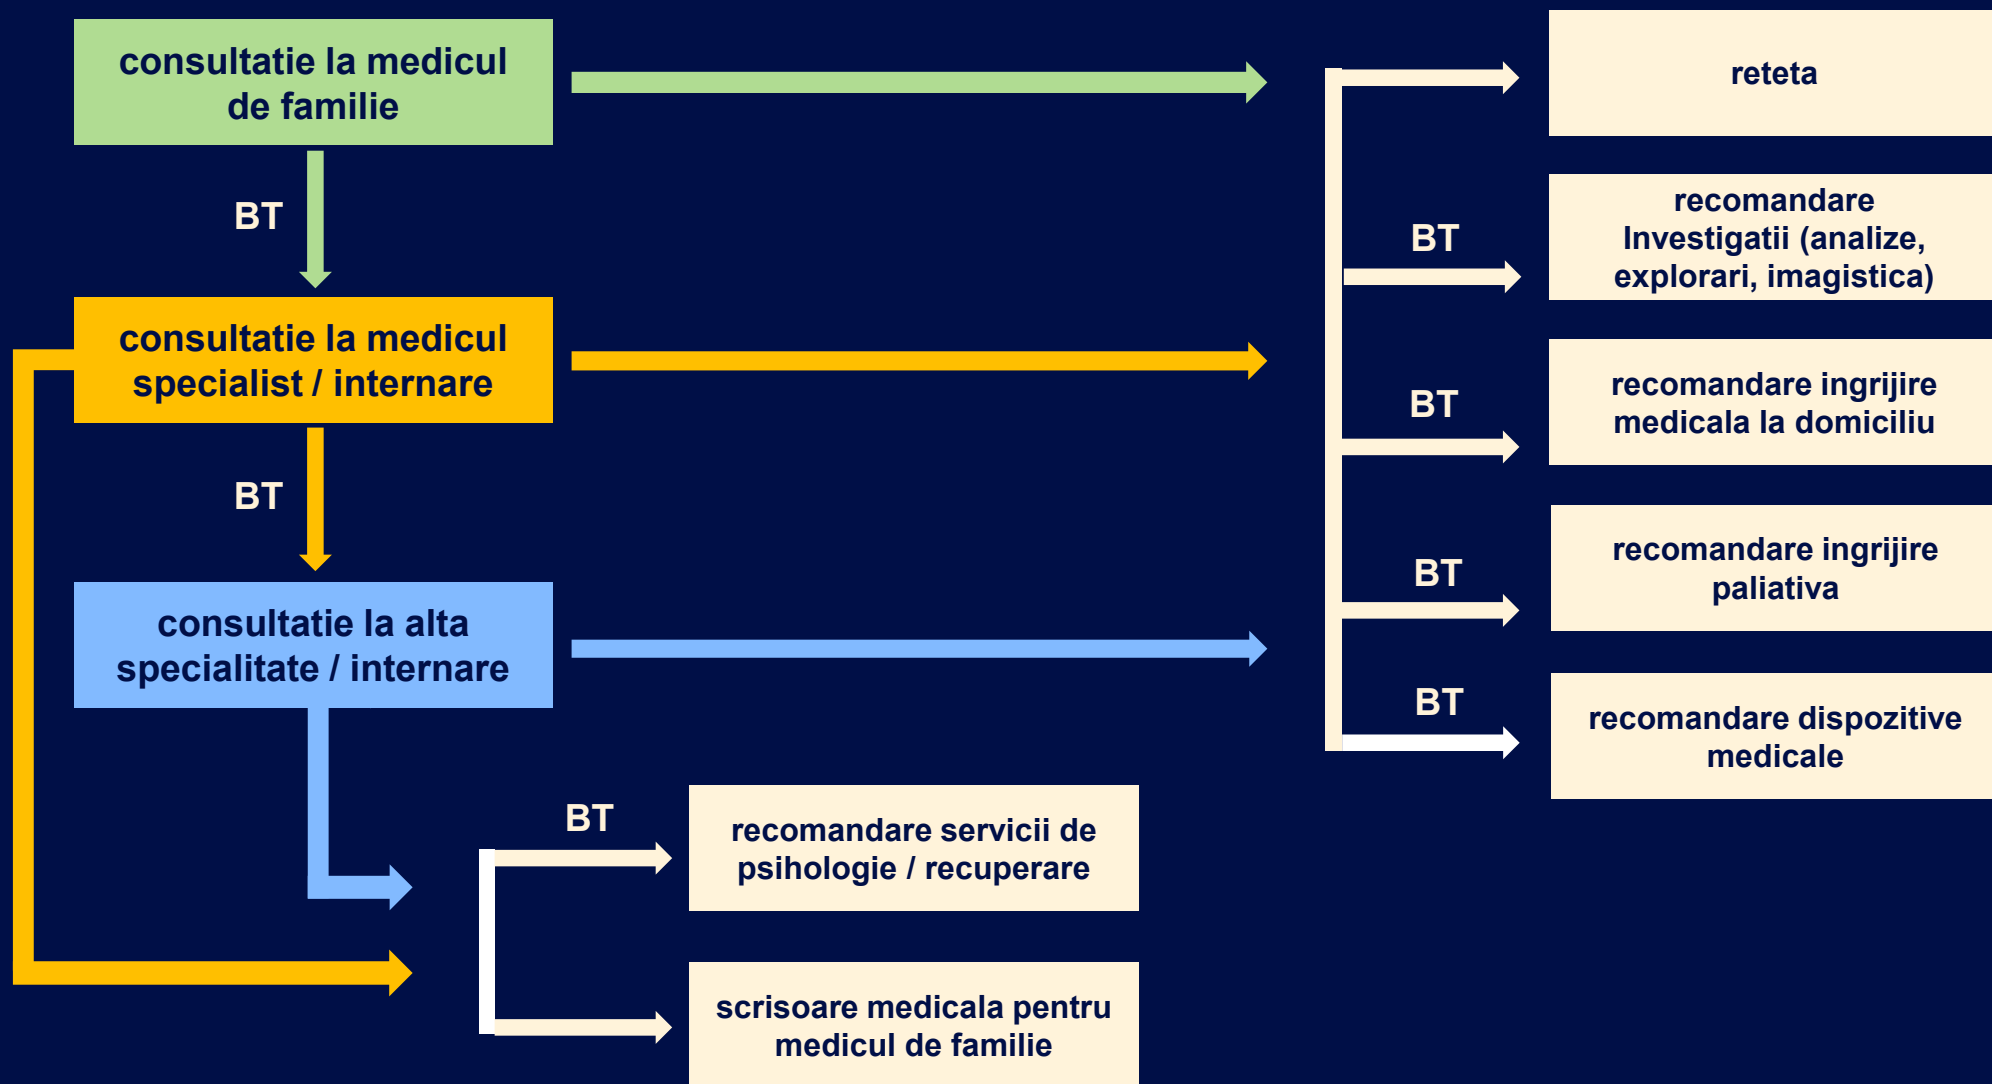 consultatie la medicul
de familie
BT
consultatie la medicul
specialist / internare
BT
consultatie la alta
specialitate / internare
reteta
BT
recomandare
Investigatii (analize,
explorari, imagistica)
BT
recomandare ingrijire
medicala la domiciliu
BT
recomandare ingrijire
paliativa
BT
recomandare dispozitive
medicale
BT
recomandare servicii de
psihologie / recuperare
scrisoare medicala pentru
medicul de familie